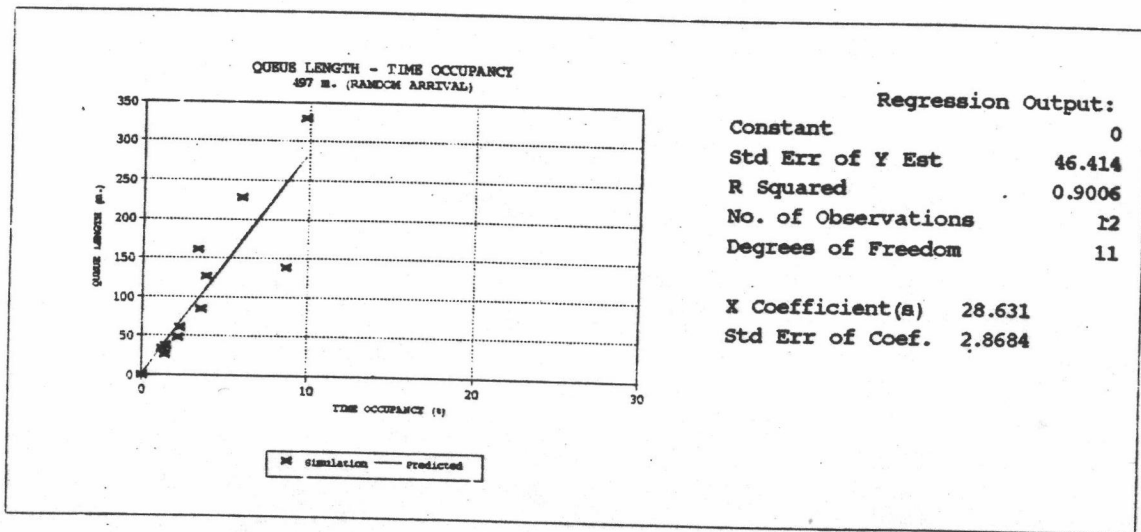 QUEUE LENGTH - TIME OCCUPANCY
497 m. (RANDOM ARRIVAL)
350
300
250
200
150
100
50
0
QUEUE LENGTH (m.)
0 10 20 30
TIME OCCUPANCY (%)
Simulation Predicted
Regression Output:
Constant 0
Std Err of Y Est 46.414
R Squared 0.9006
No. of Observations 12
Degrees of Freedom 11
X Coefficient(s) 28.631
Std Err of Coef. 2.8684